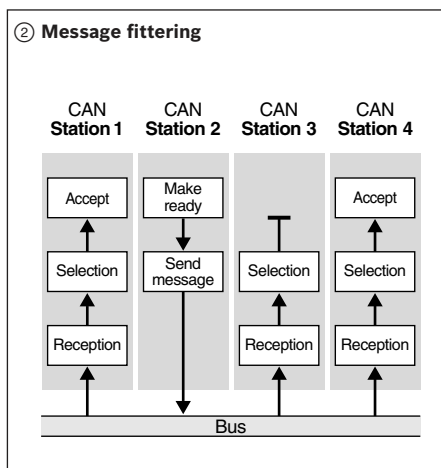 ② Message fittering
CAN
Station 1
CAN
Station 2
CAN
Station 3
CAN
Station 4
Accept
Make
ready
Accept
Selection
Send
message
Selection
Selection
Reception
Reception
Reception
Bus